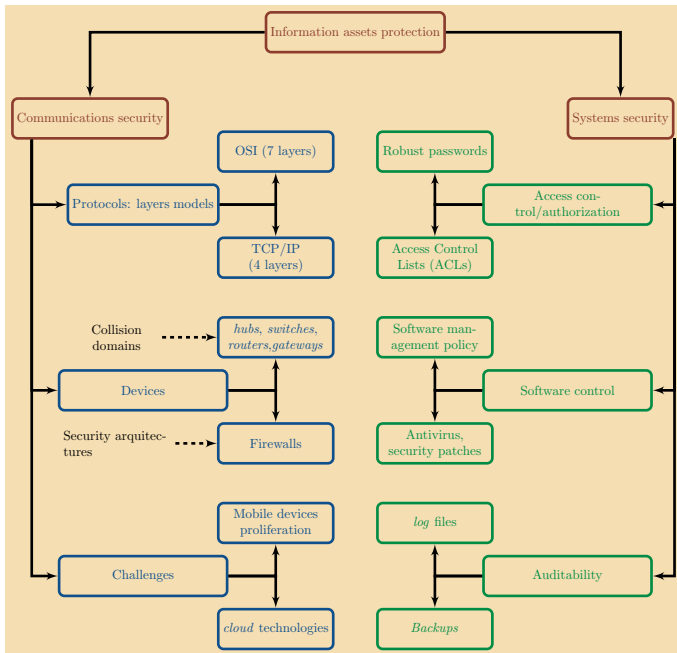 Information assets protection
Communications security
Systems security
OSI (7 layers)
Robust passwords
Protocols: layers models
Access con-
trol/authorization
TCP/IP
(4 layers)
Access Control
Lists (ACLs)
Collision
domains
hubs, switches,
routers,gateways
Software man-
agement policy
Devices
Software control
Security arquitec-
tures
Firewalls
Antivirus,
security patches
Mobile devices
proliferation
log files
Challenges
Auditability
cloud technologies
Backups